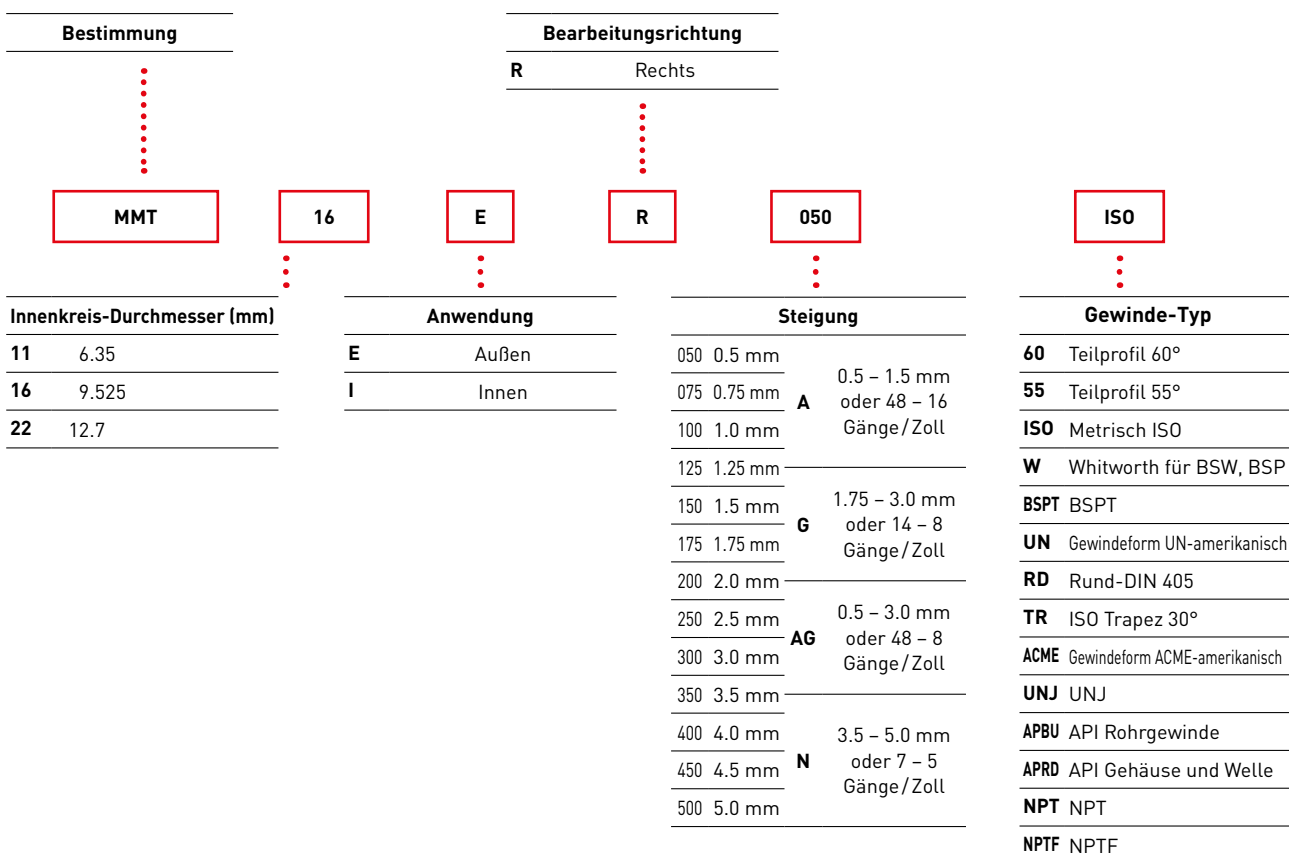 Bestimmung
Bearbeitungsrichtung
R Rechts
MMT 16 E R 050 ISO
Innenkreis-Durchmesser (mm)
11 6.35
16 9.525
22 12.7
Anwendung
E Außen
I Innen
Steigung
050 0.5 mm
075 0.75 mm
100 1.0 mm
125 1.25 mm
150 1.5 mm
175 1.75 mm
200 2.0 mm
250 2.5 mm
300 3.0 mm
350 3.5 mm
400 4.0 mm
450 4.5 mm
500 5.0 mm
A
0.5 – 1.5 mm
oder 48 – 16
Gänge/Zoll
G
1.75 – 3.0 mm
oder 14 – 8
Gänge/Zoll
AG
0.5 – 3.0 mm
oder 48 – 8
Gänge/Zoll
N
3.5 – 5.0 mm
oder 7 – 5
Gänge/Zoll
Gewinde-Typ
60 Teilprofil 60°
55 Teilprofil 55°
ISO Metrisch ISO
W Whitworth für BSW, BSP
BSPT BSPT
UN Gewindeform UN-amerikanisch
RD Rund-DIN 405
TR ISO Trapez 30°
ACME Gewindeform ACME-amerikanisch
UNJ UNJ
APBU API Rohrgewinde
APRD API Gehäuse und Welle
NPT NPT
NPTF NPTF